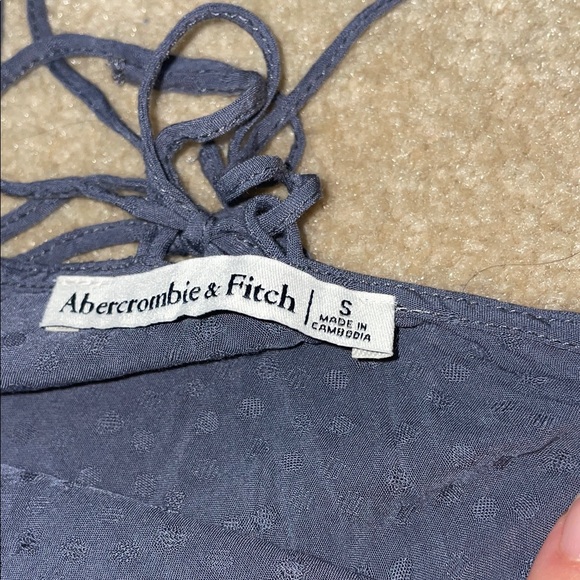 Abercrombie & Fitch | S
MADE IN
CAMBODIA